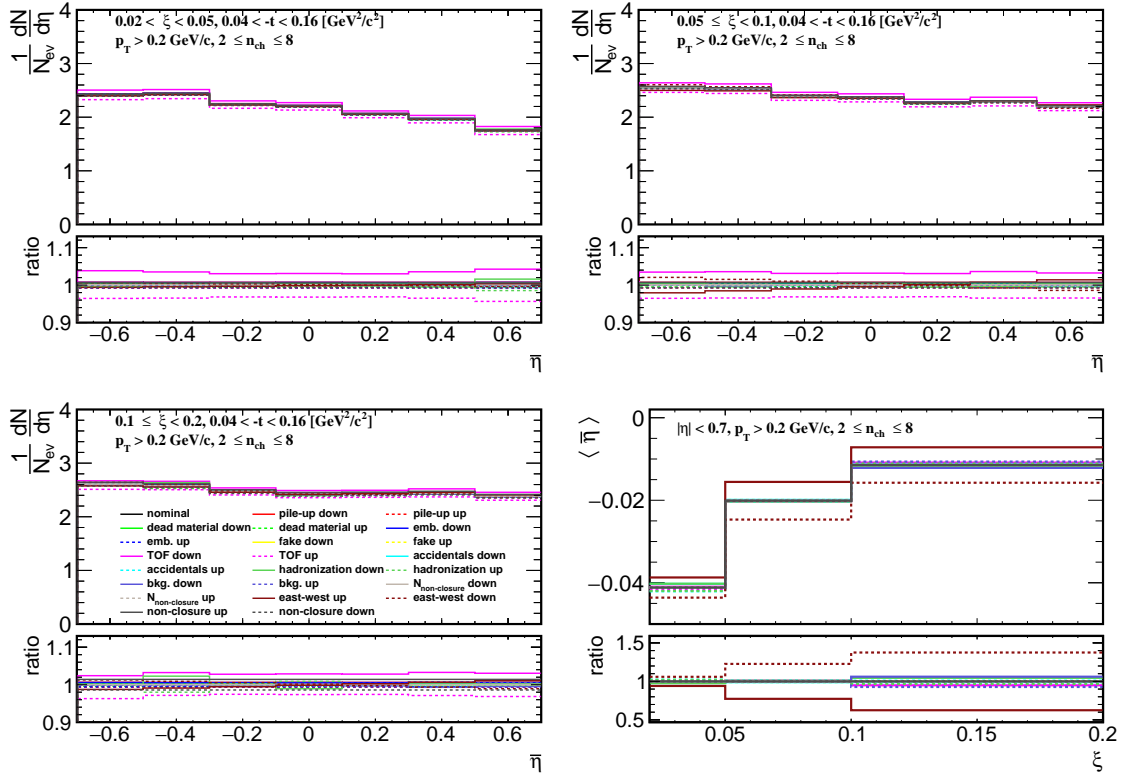 0.02 < ξ < 0.05, 0.04 < -t < 0.16 [GeV²/c²]
p_T > 0.2 GeV/c, 2 ≤ n_ch ≤ 8
1/N_ev dN/dη
4
3
2
1
0
ratio
1.1
1
0.9
−0.6 −0.4 −0.2 0 0.2 0.4 0.6
η̅
0.05 ≤ ξ < 0.1, 0.04 < -t < 0.16 [GeV²/c²]
p_T > 0.2 GeV/c, 2 ≤ n_ch ≤ 8
1/N_ev dN/dη
4
3
2
1
0
ratio
1.1
1
0.9
−0.6 −0.4 −0.2 0 0.2 0.4 0.6
η̅
0.1 ≤ ξ < 0.2, 0.04 < -t < 0.16 [GeV²/c²]
p_T > 0.2 GeV/c, 2 ≤ n_ch ≤ 8
1/N_ev dN/dη
4
3
2
1
0
nominal pile-up down pile-up up
dead material down dead material up emb. down
emb. up fake down fake up
TOF down TOF up accidentals down
accidentals up hadronization down hadronization up
bkg. down bkg. up N_non-closure down
N_non-closure up east-west up east-west down
non-closure up non-closure down
ratio
1.1
1
0.9
−0.6 −0.4 −0.2 0 0.2 0.4 0.6
η̅
|η| < 0.7, p_T > 0.2 GeV/c, 2 ≤ n_ch ≤ 8
⟨ η̅ ⟩
0
−0.02
−0.04
ratio
1.5
1
0.5
0.05 0.1 0.15 0.2
ξ